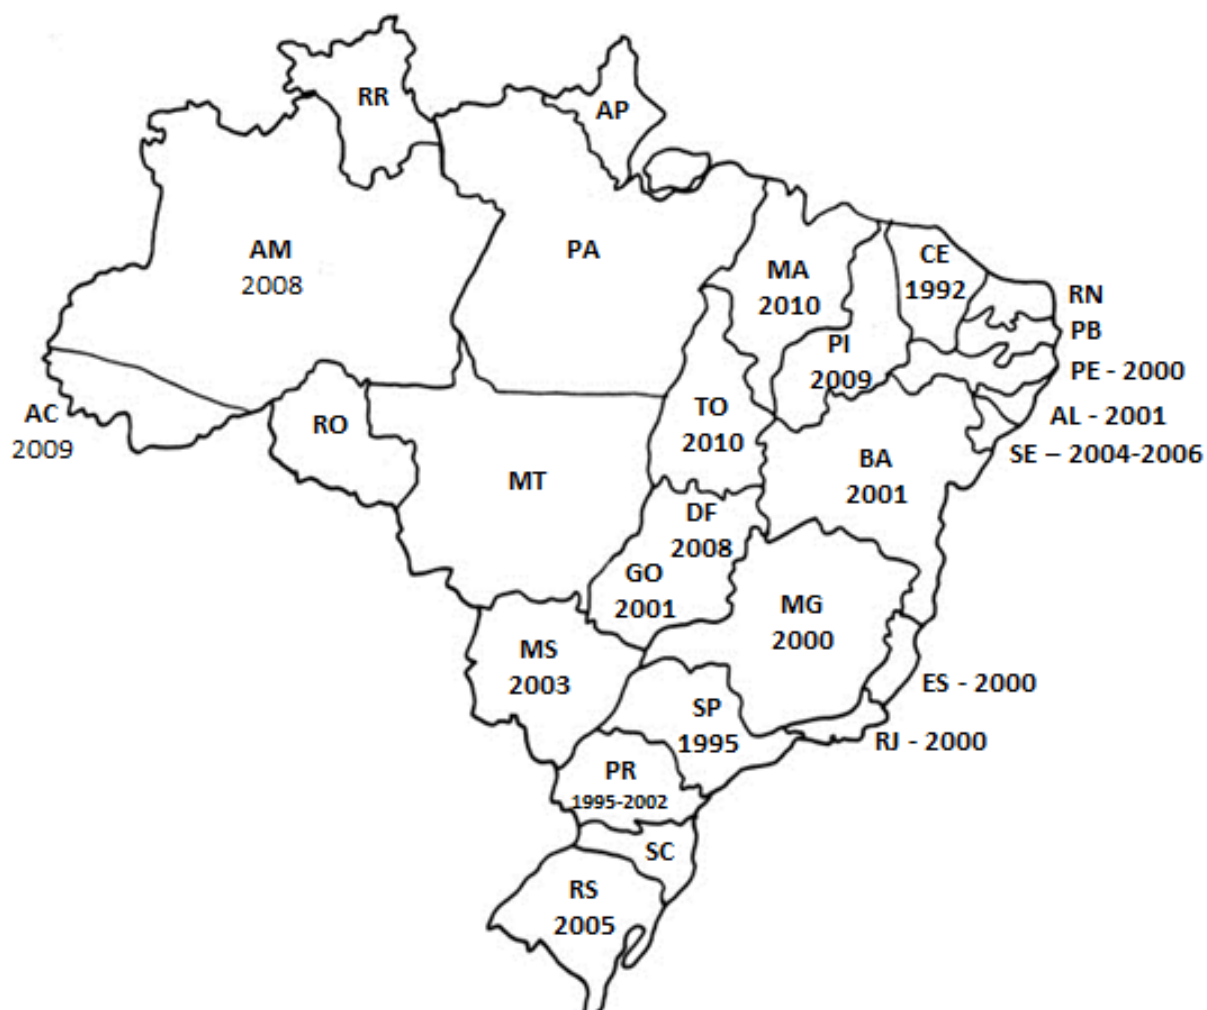 RR
AP
AM
2008
PA
MA
2010
CE
1992
RN
PB
PI
2009
PE - 2000
AC
2009
RO
TO
2010
AL - 2001
SE – 2004-2006
MT
BA
2001
DF
2008
GO
2001
MG
2000
MS
2003
ES - 2000
SP
1995
RJ - 2000
PR
1995-2002
SC
RS
2005